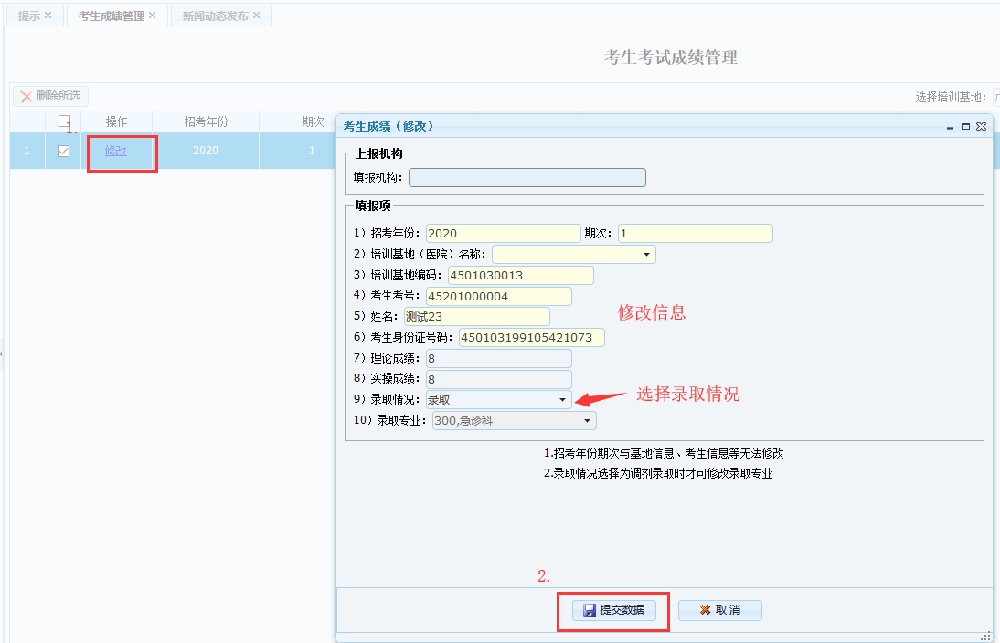 提示 考生成绩管理 新闻动态发布
考生考试成绩管理
删除所选 选择培训基地:
操作 招考年份 期次
1.
1 修改 2020 1
考生成绩（修改）
上报机构
填报机构:
填报项
1）招考年份: 2020 期次: 1
2）培训基地（医院）名称:
3）培训基地编码: 4501030013
4）考生考号: 45201000004
5）姓名: 测试23
6）考生身份证号码: 450103199105421073
修改信息
7）理论成绩: 8
8）实操成绩: 8
9）录取情况: 录取
选择录取情况
10）录取专业: 300,急诊科
1.招考年份期次与基地信息、考生信息等无法修改
2.录取情况选择为调剂录取时才可修改录取专业
2.
提交数据 取消